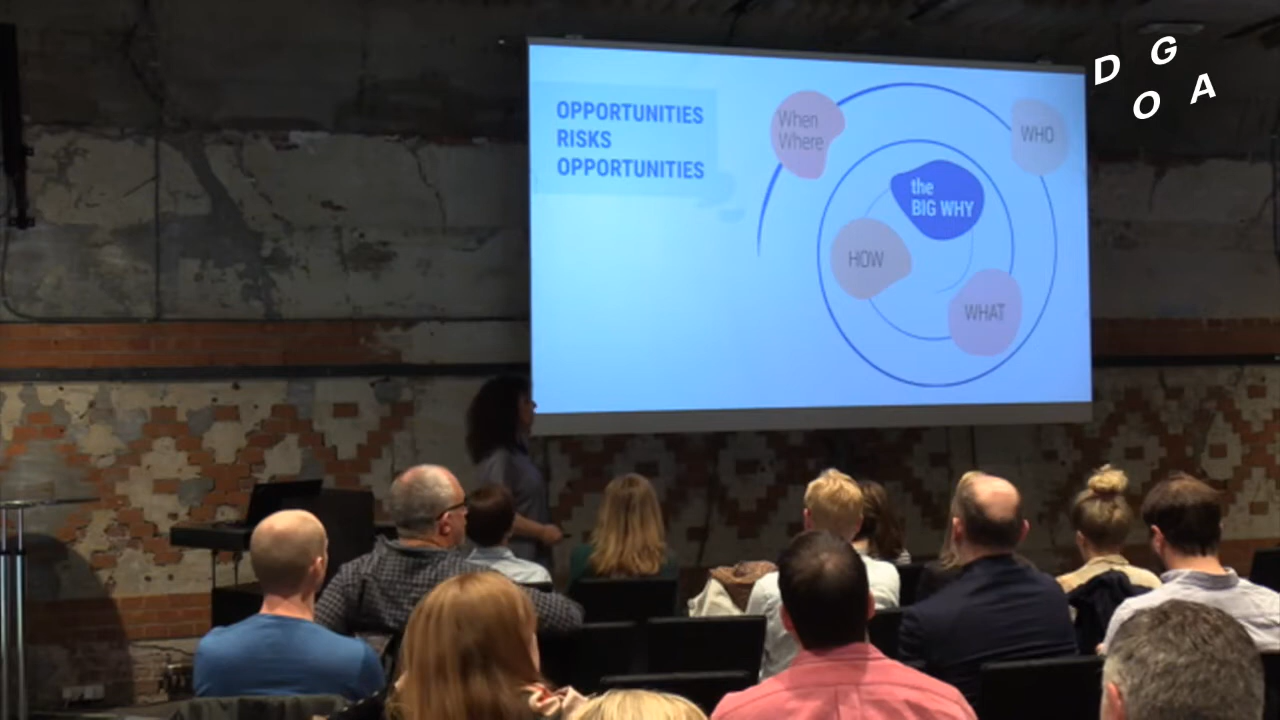 OPPORTUNITIES
RISKS
OPPORTUNITIES
When
Where
WHO
the
BIG WHY
HOW
WHAT
D G
O A